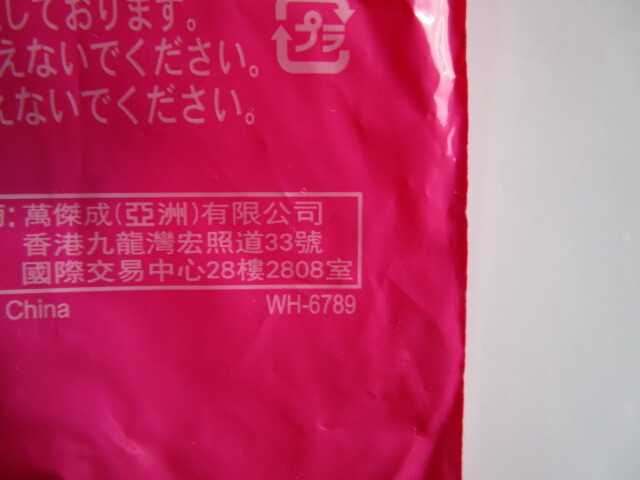 しております。
えないでください。
えないでください。
プラ
萬傑成(亞洲)有限公司
香港九龍灣宏照道33號
國際交易中心28樓2808室
China
WH-6789